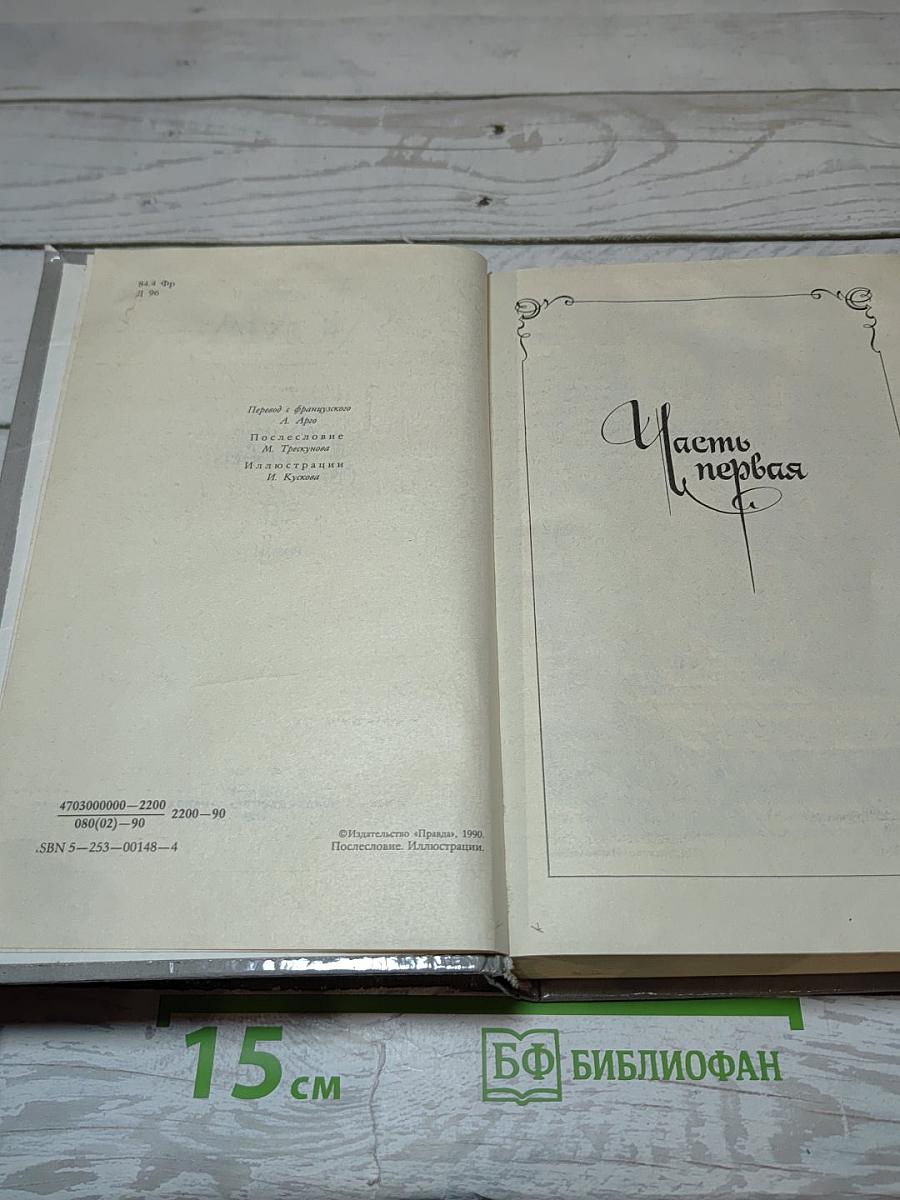 84.4 Фр
Д 96
Перевод с французского
А. Арго
Послесловие
М. Трескунова
Иллюстрации
И. Кускова
4703000000—2200
080(02)—90
2200—90
ISBN 5—253—00148—4
©Издательство «Правда», 1990.
Послесловие. Иллюстрации.
Часть
первая
15 см
БФ БИБЛИОФАН